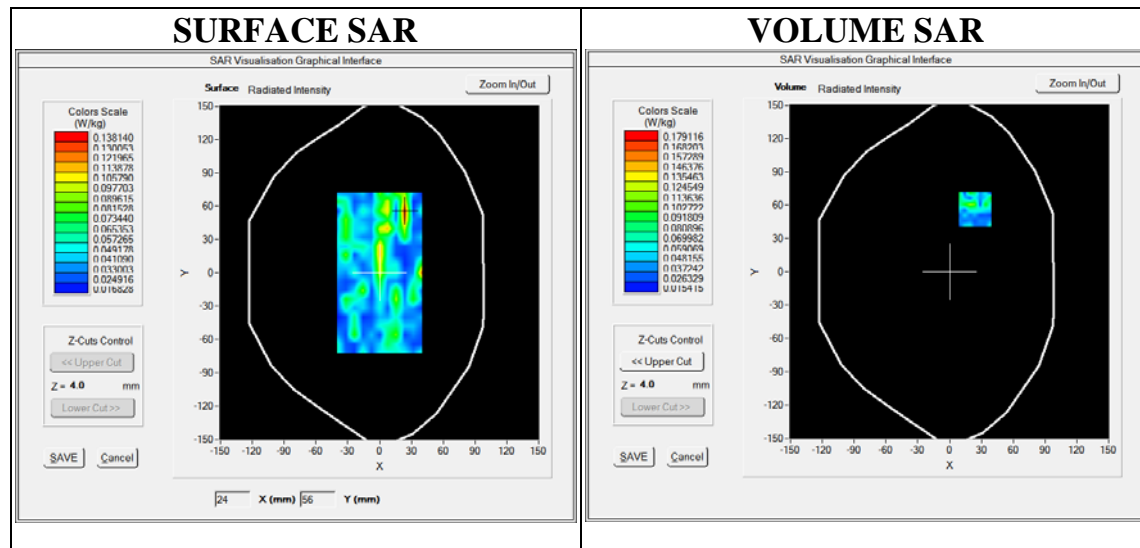 SURFACE SAR
SAR Visualisation Graphical Interface
Surface Radiated Intensity
Zoom In/Out
Colors Scale
(W/kg)
0.138140
0.130053
0.121965
0.113878
0.105790
0.097703
0.089615
0.081528
0.073440
0.065353
0.057265
0.049178
0.041090
0.033003
0.024916
0.016828
150
120
90
60
30
0
-30
-60
-90
-120
-150
Y
-150 -120 -90 -60 -30 0 30 60 90 120 150
X
Z-Cuts Control
<< Upper Cut
Z = 4.0 mm
Lower Cut >>
SAVE Cancel
24 X (mm) 56 Y (mm)
VOLUME SAR
SAR Visualisation Graphical Interface
Volume Radiated Intensity
Zoom In/Out
Colors Scale
(W/kg)
0.179116
0.168203
0.157289
0.146376
0.135463
0.124549
0.113636
0.102722
0.091809
0.080896
0.069982
0.059069
0.048155
0.037242
0.026329
0.015415
150
120
90
60
30
0
-30
-60
-90
-120
-150
Y
-150 -120 -90 -60 -30 0 30 60 90 120 150
X
Z-Cuts Control
<< Upper Cut
Z = 4.0 mm
Lower Cut >>
SAVE Cancel